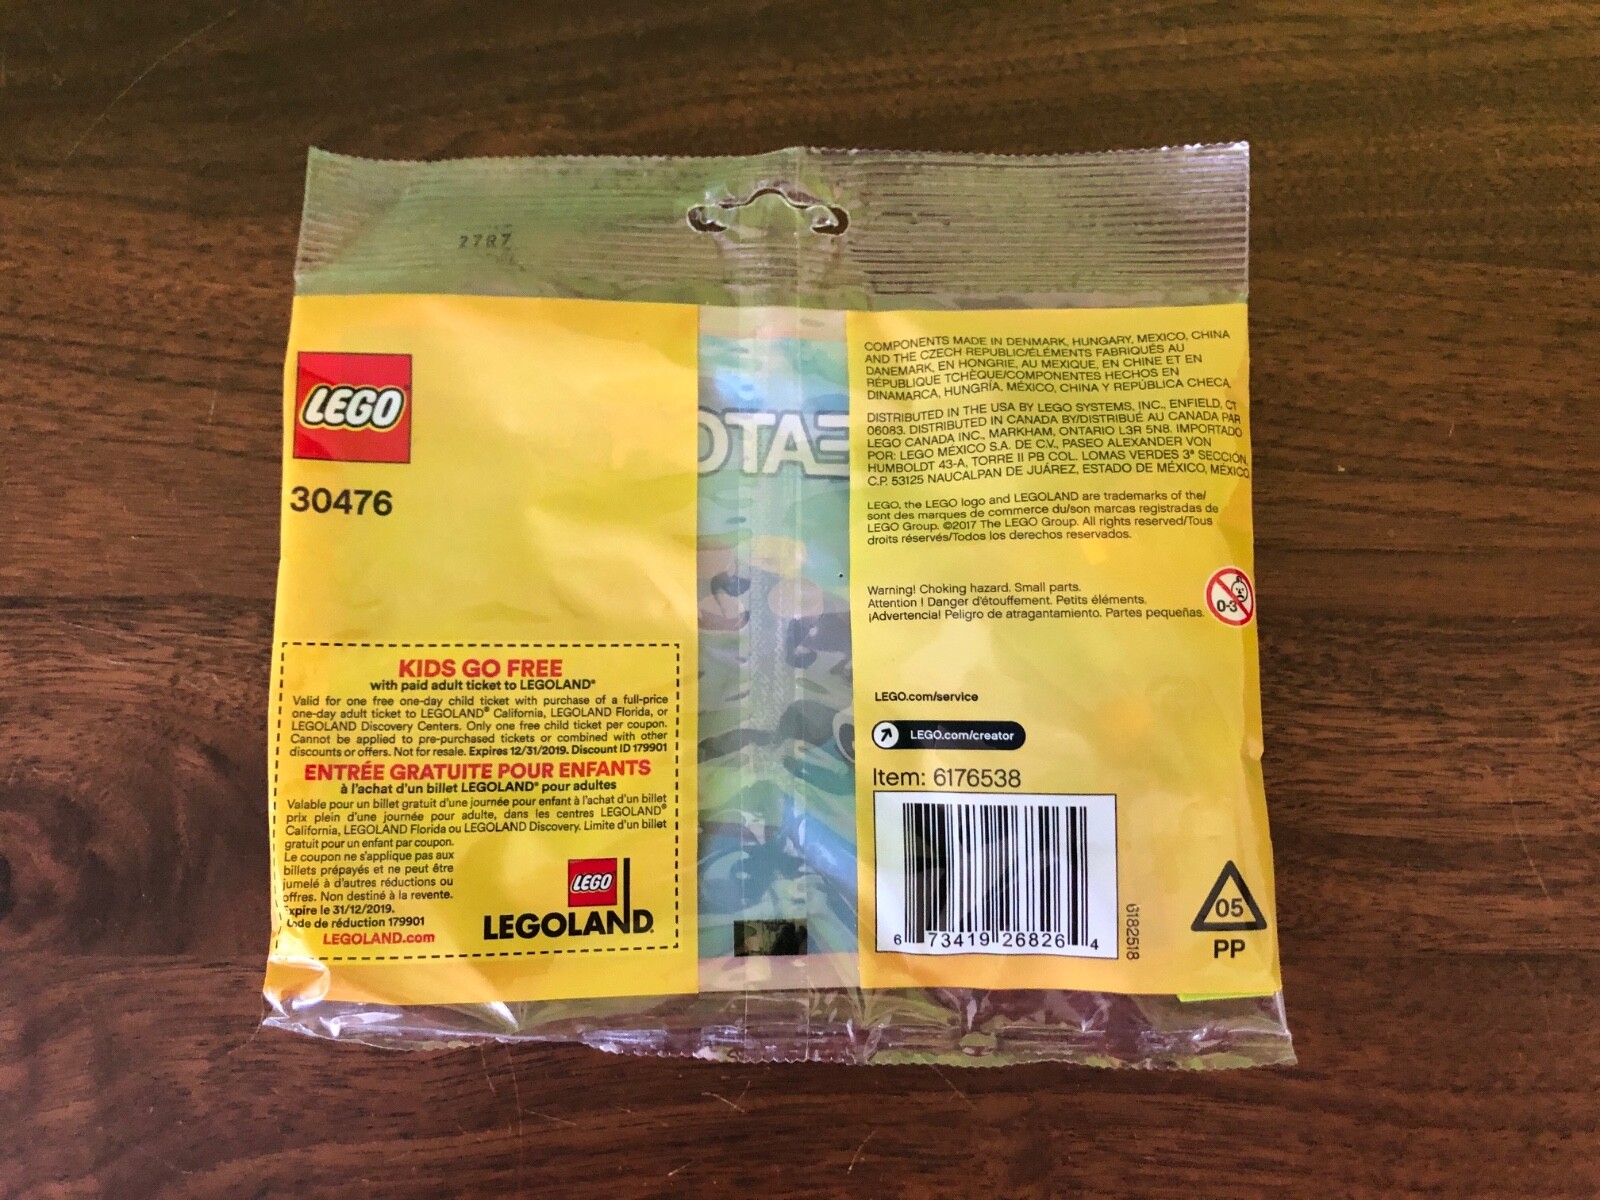 27R7
LEGO
30476
KIDS GO FREE
with paid adult ticket to LEGOLAND®
Valid for one free one-day child ticket with purchase of a full-price
one-day adult ticket to LEGOLAND® California, LEGOLAND Florida, or
LEGOLAND Discovery Centers. Only one free child ticket per coupon.
Cannot be applied to pre-purchased tickets or combined with other
discounts or offers. Not for resale. Expires 12/31/2019. Discount ID 179901
ENTRÉE GRATUITE POUR ENFANTS
à l'achat d'un billet LEGOLAND® pour adultes
Valable pour un billet gratuit d'une journée pour enfant à l'achat d'un billet
prix plein d'une journée pour adulte, dans les centres LEGOLAND®
California, LEGOLAND Florida ou LEGOLAND Discovery. Limite d'un billet
gratuit pour un enfant par coupon.
Le coupon ne s'applique pas aux
billets prépayés et ne peut être
jumelé à d'autres réductions ou
offres. Non destiné à la revente.
Expire le 31/12/2019.
Code de réduction 179901
LEGOLAND.com
LEGO
LEGOLAND®
COMPONENTS MADE IN DENMARK, HUNGARY, MEXICO, CHINA
AND THE CZECH REPUBLIC/ÉLÉMENTS FABRIQUÉS AU
DANEMARK, EN HONGRIE, AU MEXIQUE, EN CHINE ET EN
RÉPUBLIQUE TCHÈQUE/COMPONENTES HECHOS EN
DINAMARCA, HUNGRÍA, MÉXICO, CHINA Y REPÚBLICA CHECA
DISTRIBUTED IN THE USA BY LEGO SYSTEMS, INC., ENFIELD, CT
06083. DISTRIBUTED IN CANADA BY/DISTRIBUÉ AU CANADA PAR
LEGO CANADA INC., MARKHAM, ONTARIO L3R 5N8. IMPORTADO
POR: LEGO MÉXICO S.A. DE C.V., PASEO ALEXANDER VON
HUMBOLDT 43-A, TORRE II PB COL. LOMAS VERDES 3ª SECCIÓN,
C.P. 53125 NAUCALPAN DE JUÁREZ, ESTADO DE MÉXICO, MÉXICO
LEGO, the LEGO logo and LEGOLAND are trademarks of the/
sont des marques de commerce du/son marcas registradas de
LEGO Group. ©2017 The LEGO Group. All rights reserved/Tous
droits réservés/Todos los derechos reservados.
Warning! Choking hazard. Small parts.
Attention ! Danger d'étouffement. Petits éléments.
¡Advertencia! Peligro de atragantamiento. Partes pequeñas.
0-3
LEGO.com/service
LEGO.com/creator
Item: 6176538
6 73419 26826 4
6182518
05
PP